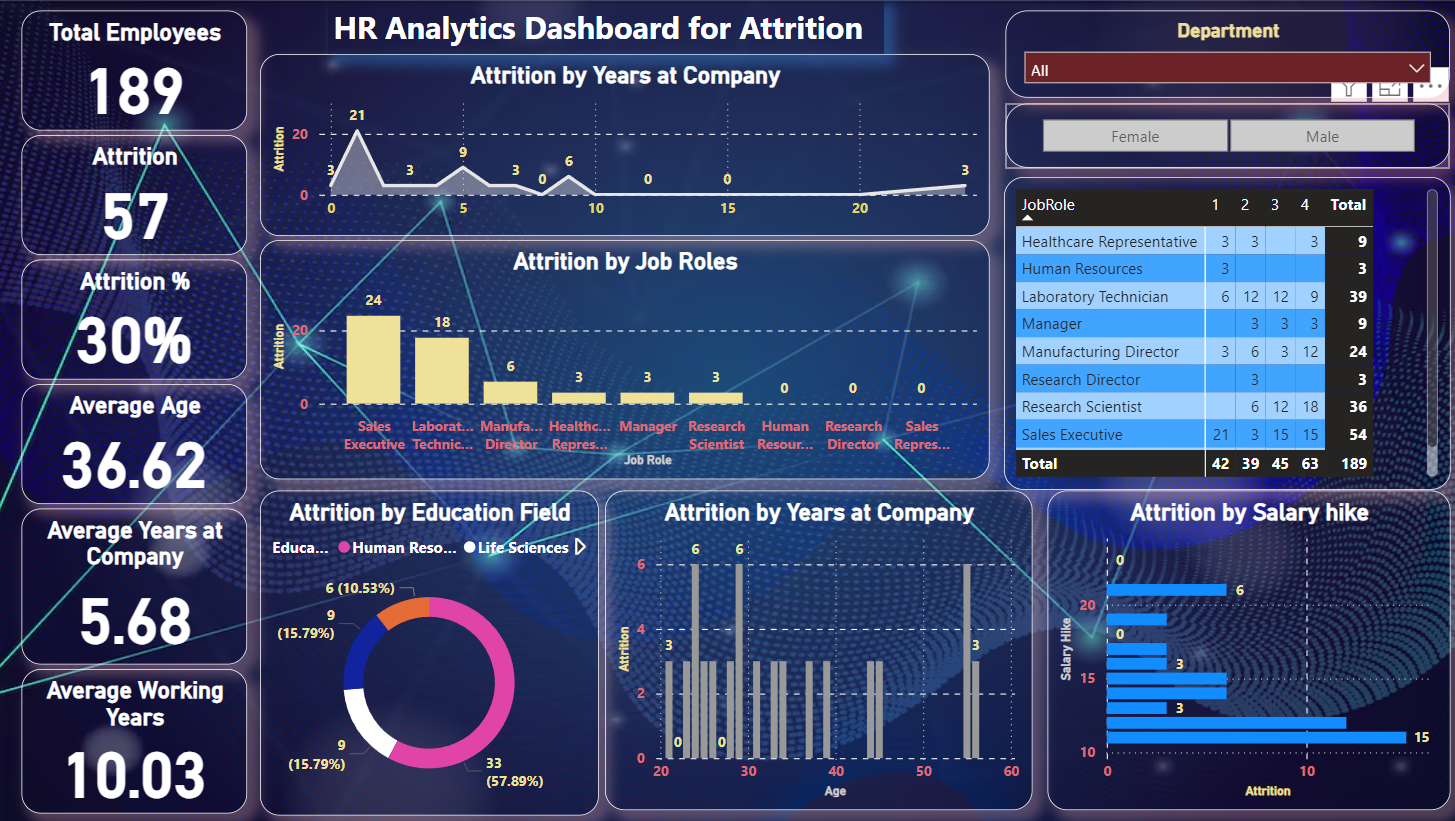 HR Analytics Dashboard for Attrition
Total Employees
189
Attrition
57
Attrition %
30%
Average Age
36.62
Average Years at
Company
5.68
Average Working
Years
10.03
Attrition by Years at Company
Attrition
20
0
3 21 3 9 3 0 6 0 0 3
0 5 10 15 20
Attrition by Job Roles
Attrition
20
0
24 18 6 3 3 3 0 0 0
Sales Laborat... Manufa... Healthc... Manager Research Human Research Sales
Executive Technic... Director Repres... Scientist Resour... Director Repres...
Job Role
Department
All
Female Male
JobRole 1 2 3 4 Total
Healthcare Representative 3 3 3 9
Human Resources 3 3
Laboratory Technician 6 12 12 9 39
Manager 3 3 3 9
Manufacturing Director 3 6 3 12 24
Research Director 3 3
Research Scientist 6 12 18 36
Sales Executive 21 3 15 15 54
Total 42 39 45 63 189
Attrition by Education Field
Educa... Human Reso... Life Sciences
6 (10.53%)
9
(15.79%)
9
(15.79%)
33
(57.89%)
Attrition by Years at Company
Attrition
6
4
2
0
3 0 6 0 6 3
20 30 40 50 60
Age
Attrition by Salary hike
Salary Hike
20
15
10
0
6
0
3
3
15
0 10
Attrition